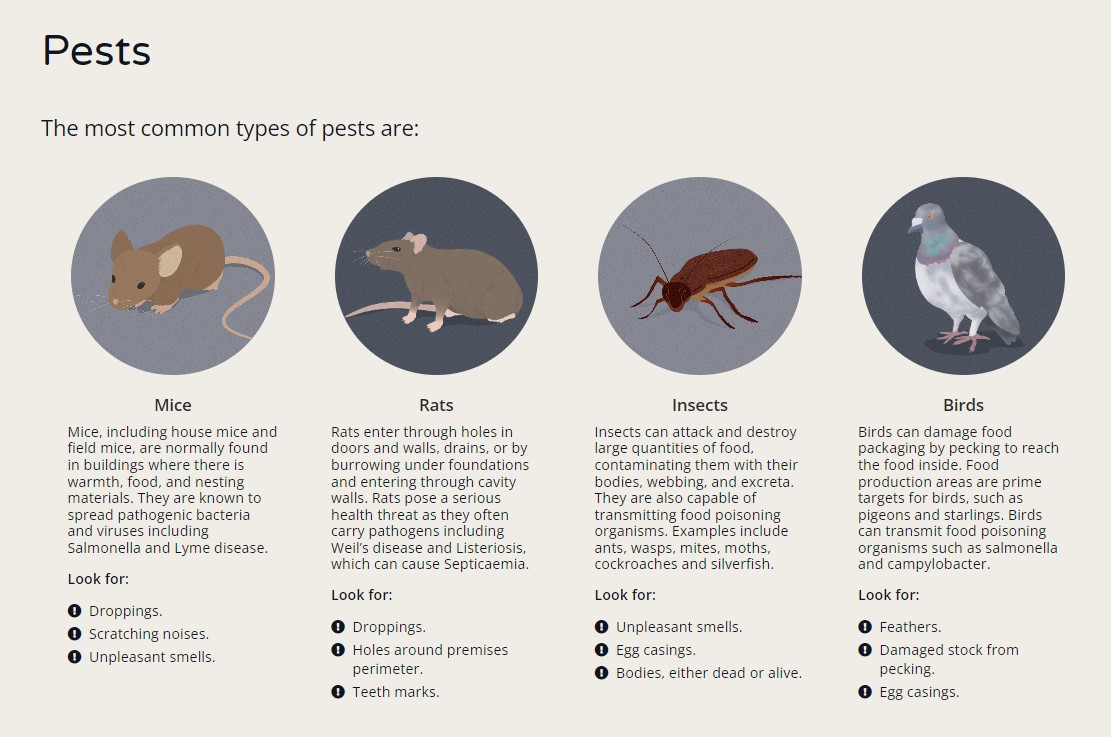 Pests
The most common types of pests are:
Mice
Mice, including house mice and
field mice, are normally found
in buildings where there is
warmth, food, and nesting
materials. They are known to
spread pathogenic bacteria
and viruses including
Salmonella and Lyme disease.
Look for:
Droppings.
Scratching noises.
Unpleasant smells.
Rats
Rats enter through holes in
doors and walls, drains, or by
burrowing under foundations
and entering through cavity
walls. Rats pose a serious
health threat as they often
carry pathogens including
Weil’s disease and Listeriosis,
which can cause Septicaemia.
Look for:
Droppings.
Holes around premises
perimeter.
Teeth marks.
Insects
Insects can attack and destroy
large quantities of food,
contaminating them with their
bodies, webbing, and excreta.
They are also capable of
transmitting food poisoning
organisms. Examples include
ants, wasps, mites, moths,
cockroaches and silverfish.
Look for:
Unpleasant smells.
Egg casings.
Bodies, either dead or alive.
Birds
Birds can damage food
packaging by pecking to reach
the food inside. Food
production areas are prime
targets for birds, such as
pigeons and starlings. Birds
can transmit food poisoning
organisms such as salmonella
and campylobacter.
Look for:
Feathers.
Damaged stock from
pecking.
Egg casings.